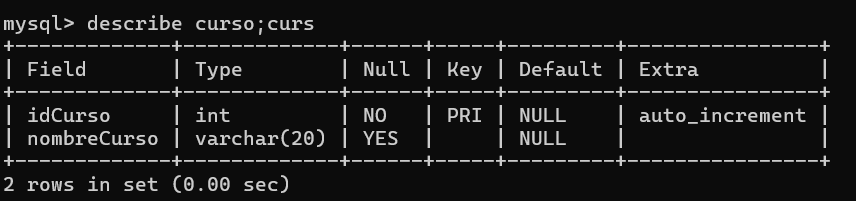 mysql> describe curso;curs
+-------------+-------------+------+-----+---------+----------------+
| Field       | Type        | Null | Key | Default | Extra          |
+-------------+-------------+------+-----+---------+----------------+
| idCurso     | int         | NO   | PRI | NULL    | auto_increment |
| nombreCurso | varchar(20) | YES  |     | NULL    |                |
+-------------+-------------+------+-----+---------+----------------+
2 rows in set (0.00 sec)